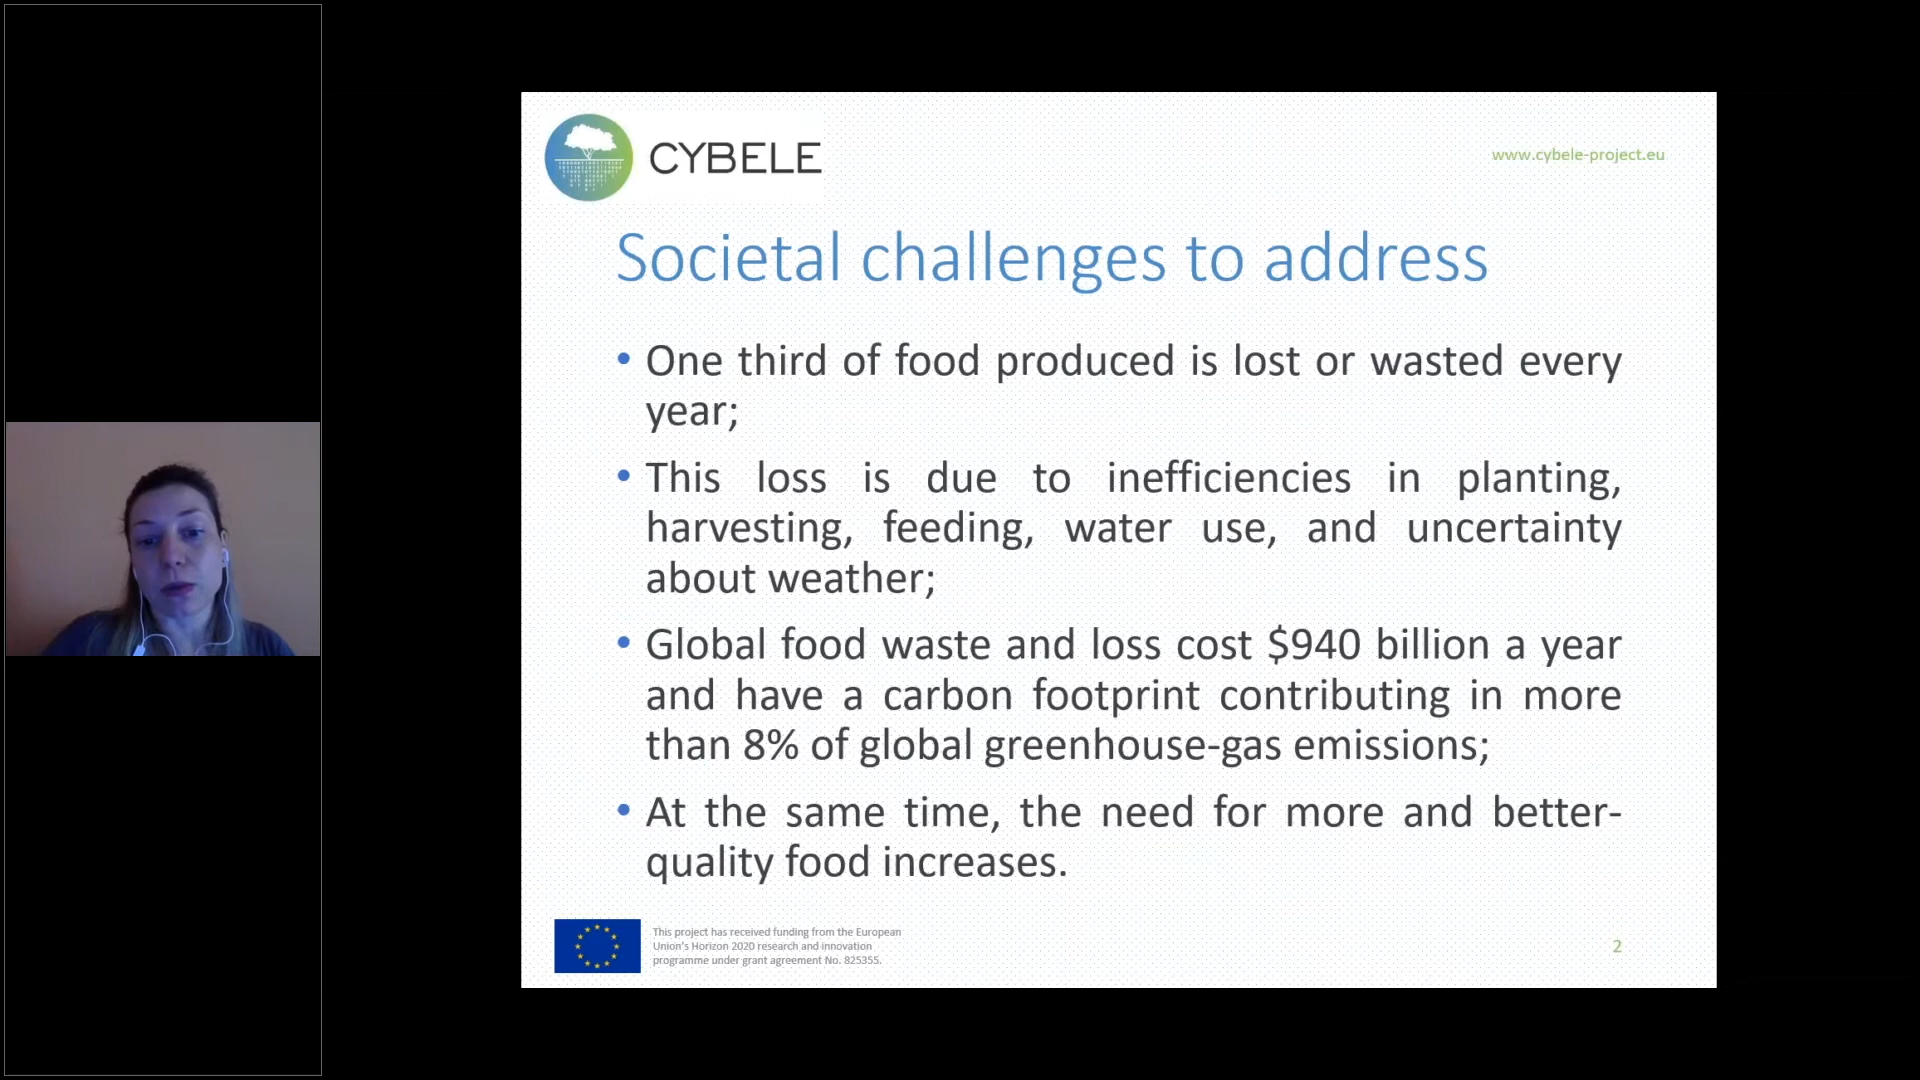 CYBELE
www.cybele-project.eu
Societal challenges to address
• One third of food produced is lost or wasted every
year;
• This loss is due to inefficiencies in planting,
harvesting, feeding, water use, and uncertainty
about weather;
• Global food waste and loss cost $940 billion a year
and have a carbon footprint contributing in more
than 8% of global greenhouse-gas emissions;
• At the same time, the need for more and better-
quality food increases.
This project has received funding from the European
Union's Horizon 2020 research and innovation
programme under grant agreement No. 825355.
2